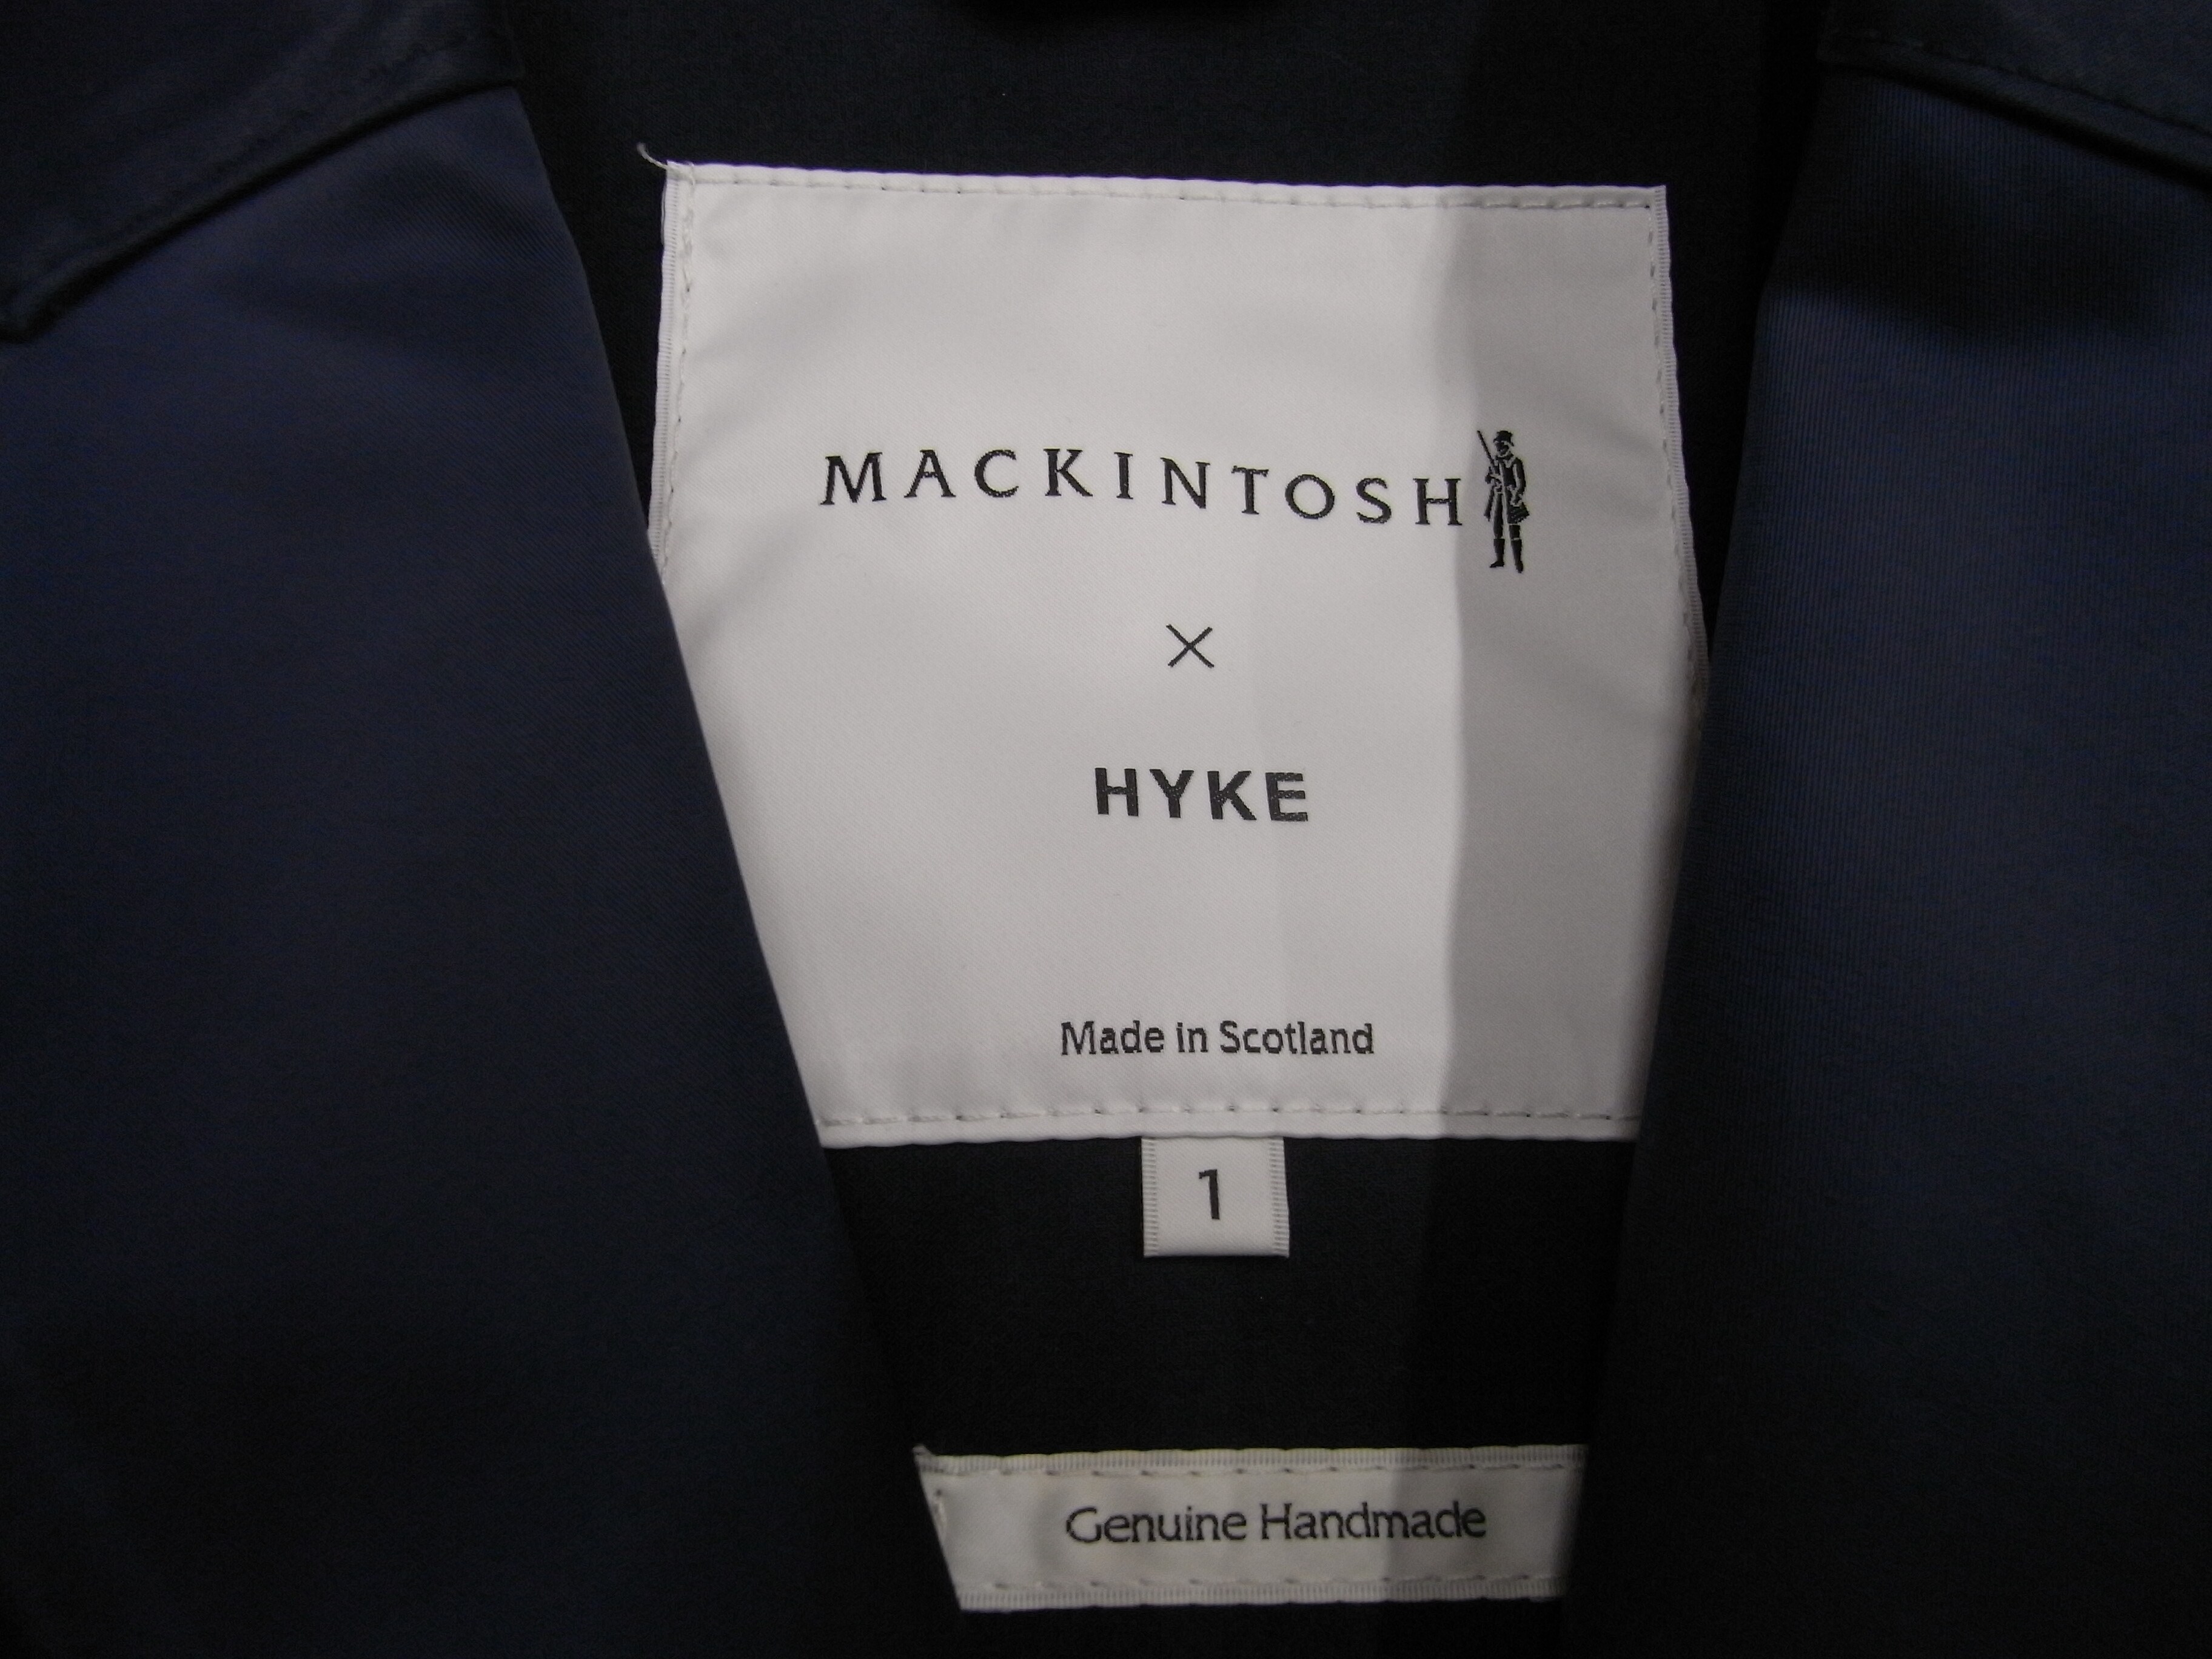 MACKINTOSH
×
HYKE
Made in Scotland
1
Genuine Handmade